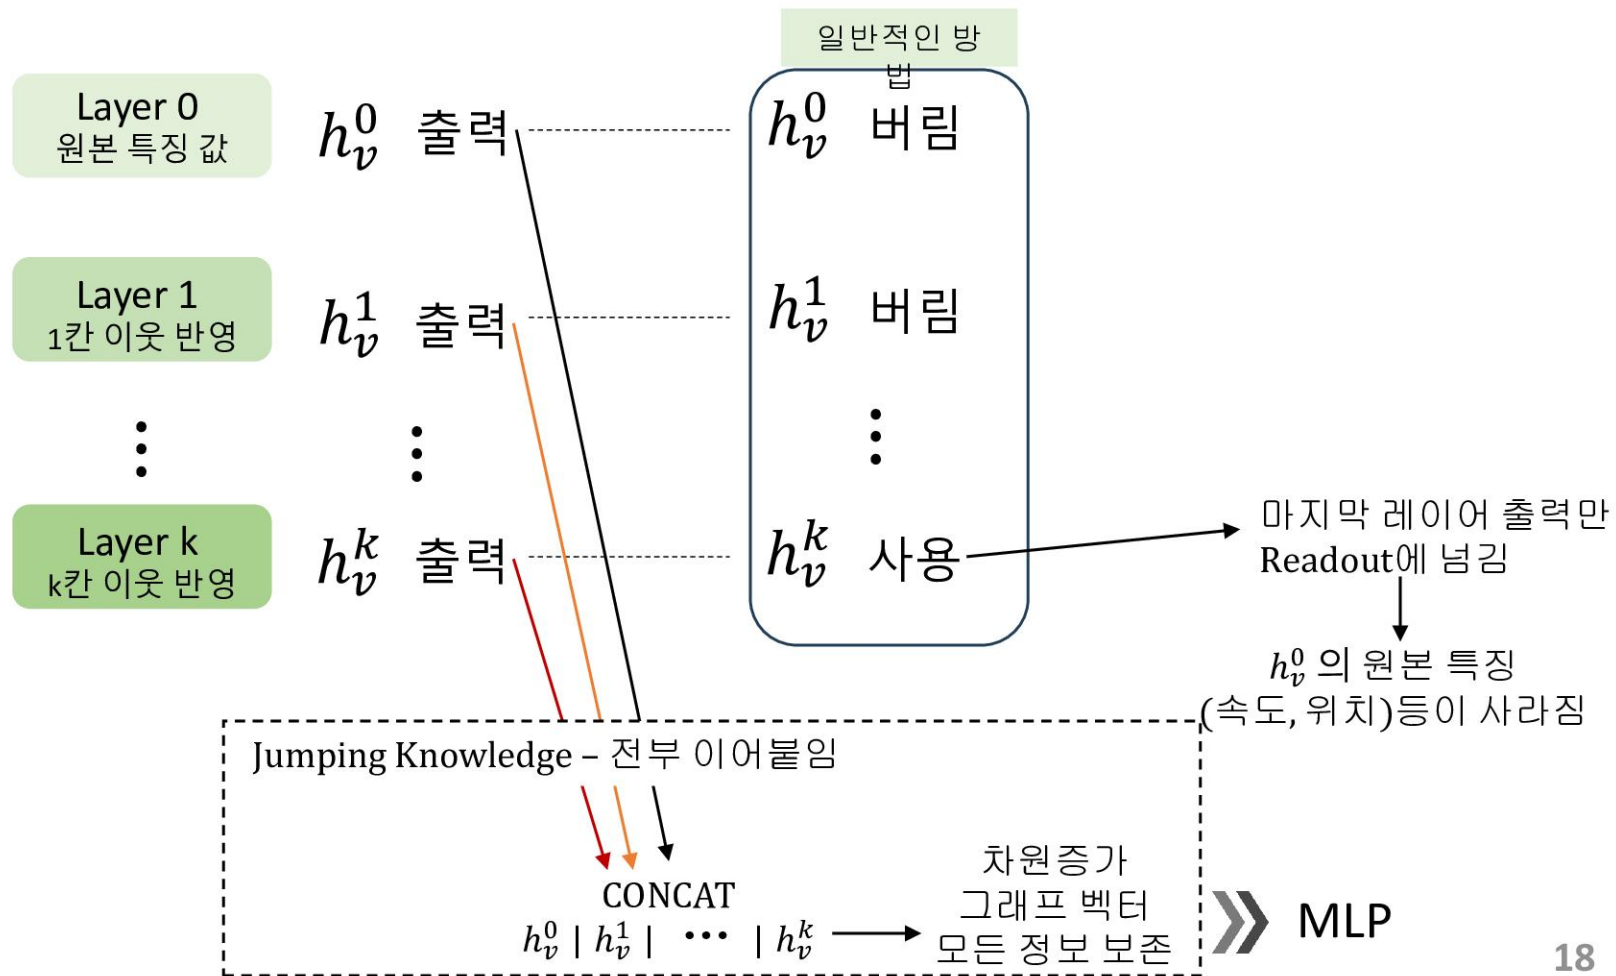 일반적인 방
법
Layer 0
원본 특징 값
$h_v^0$ 출력
$h_v^0$ 버림
Layer 1
1칸 이웃 반영
$h_v^1$ 출력
$h_v^1$ 버림
Layer k
k칸 이웃 반영
$h_v^k$ 출력
$h_v^k$ 사용
마지막 레이어 출력만
Readout에 넘김
$h_v^0$ 의 원본 특징
(속도, 위치)등이 사라짐
Jumping Knowledge – 전부 이어붙임
CONCAT
$h_v^0$ | $h_v^1$ | ⋯ | $h_v^k$
차원증가
그래프 벡터
모든 정보 보존
MLP
18